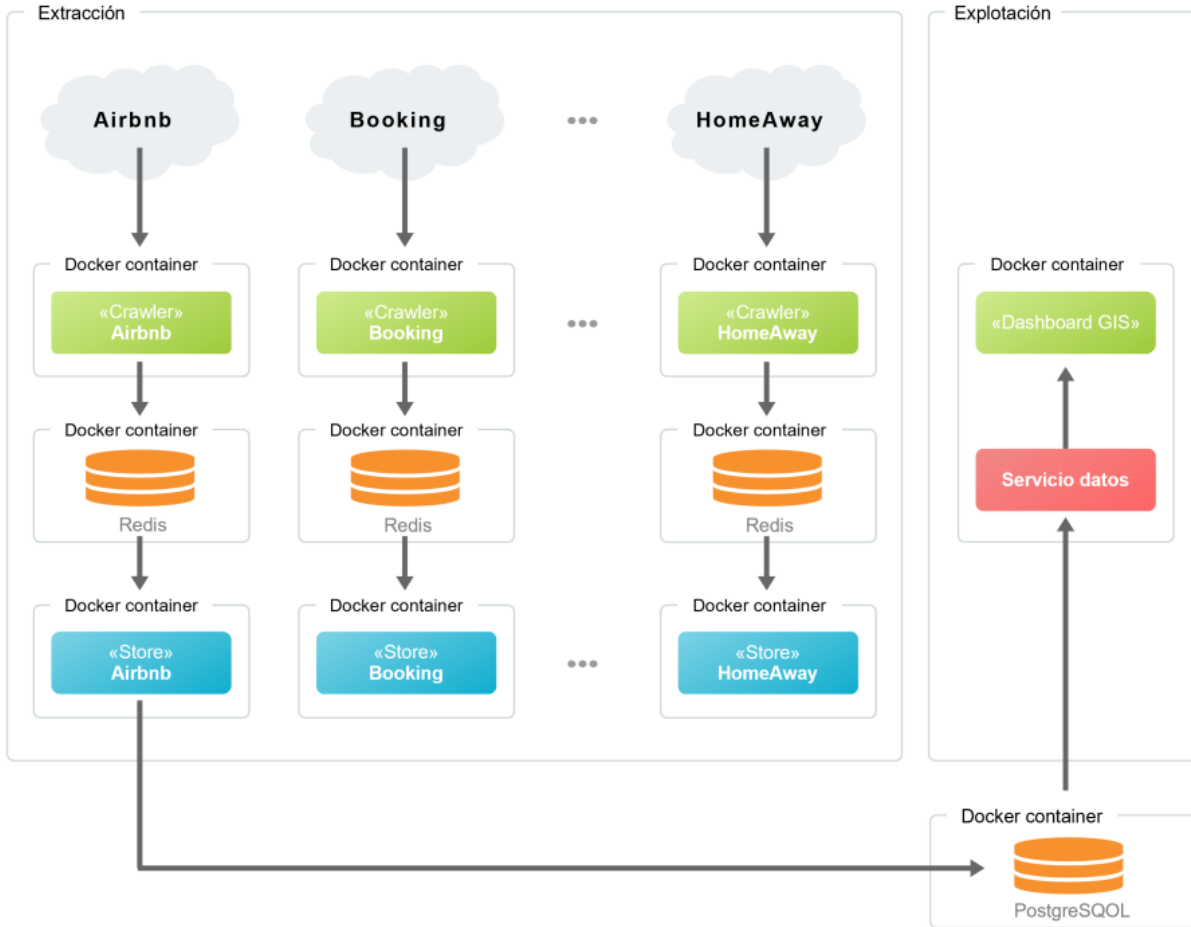 Extracción
Explotación
Airbnb
Booking
...
HomeAway
Docker container
Docker container
Docker container
Docker container
«Crawler»
Airbnb
«Crawler»
Booking
...
«Crawler»
HomeAway
«Dashboard GIS»
Docker container
Docker container
Docker container
Redis
Redis
Redis
Servicio datos
Docker container
Docker container
Docker container
«Store»
Airbnb
«Store»
Booking
...
«Store»
HomeAway
Docker container
PostgreSQOL